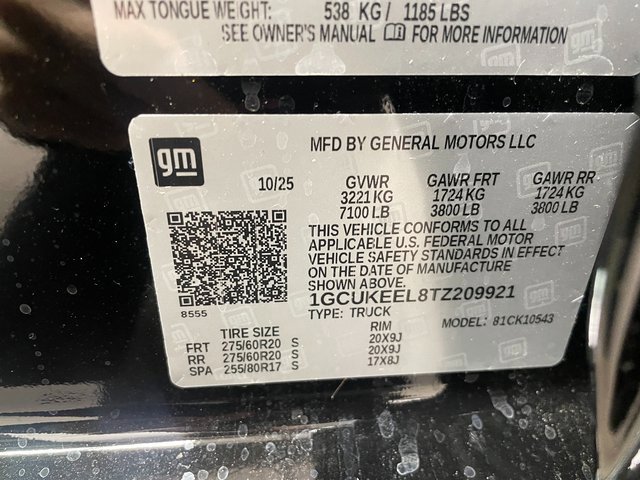 MAX TONGUE WEIGHT: 538 KG / 1185 LBS
SEE OWNER'S MANUAL FOR MORE INFORMATION
gm
MFD BY GENERAL MOTORS LLC
10/25 GVWR GAWR FRT GAWR RR
3221 KG 1724 KG 1724 KG
7100 LB 3800 LB 3800 LB
THIS VEHICLE CONFORMS TO ALL
APPLICABLE U.S. FEDERAL MOTOR
VEHICLE SAFETY STANDARDS IN EFFECT
ON THE DATE OF MANUFACTURE
SHOWN ABOVE.
1GCUKEEL8TZ209921
8555
TYPE: TRUCK MODEL: 81CK10543
TIRE SIZE RIM
FRT 275/60R20 S 20X9J
RR 275/60R20 S 20X9J
SPA 255/80R17 S 17X8J